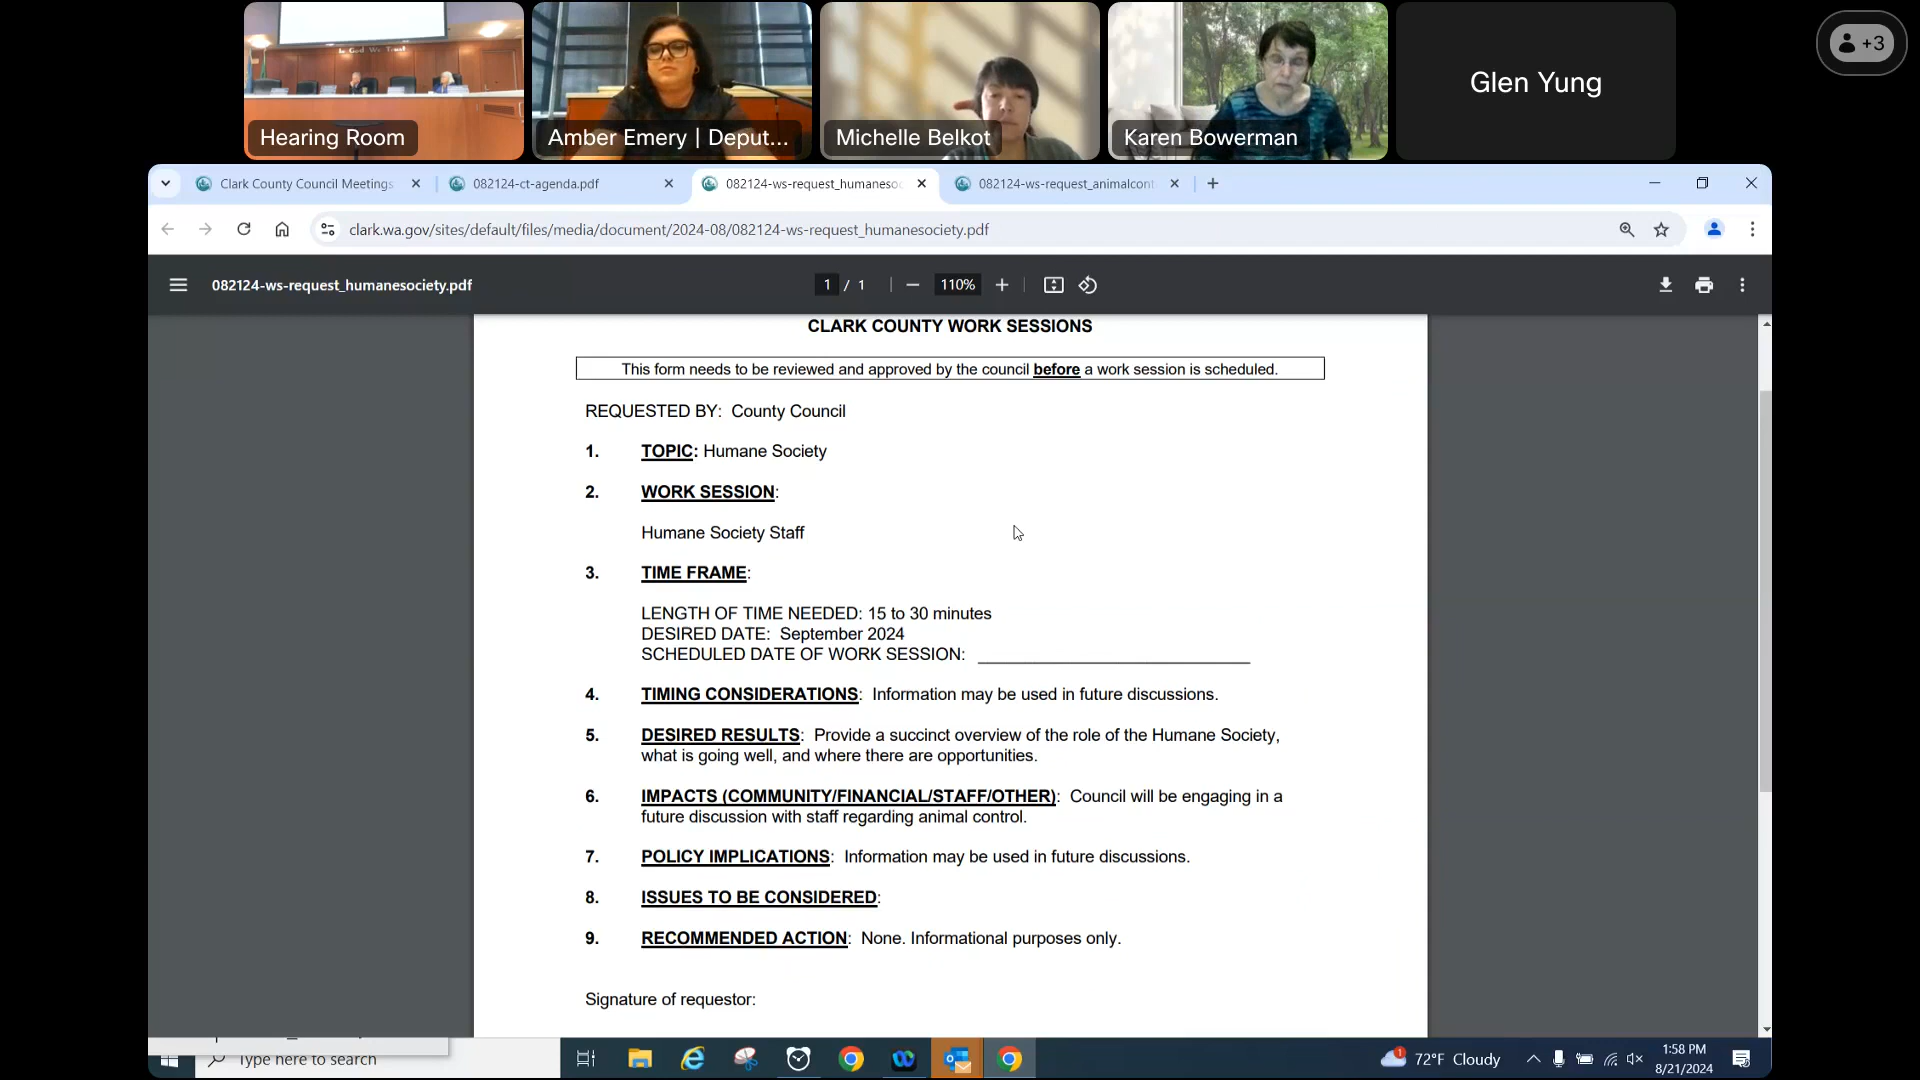 In God We Trust
Hearing Room
Amber Emery | Deput...
Michelle Belkot
Karen Bowerman
Glen Yung
+3
Clark County Council Meetings
082124-ct-agenda.pdf
082124-ws-request_humanesoc
082124-ws-request_animalcont
clark.wa.gov/sites/default/files/media/document/2024-08/082124-ws-request_humanesociety.pdf
082124-ws-request_humanesociety.pdf
1 / 1
110%
CLARK COUNTY WORK SESSIONS
This form needs to be reviewed and approved by the council before a work session is scheduled.
REQUESTED BY: County Council
1. TOPIC: Humane Society
2. WORK SESSION:
Humane Society Staff
3. TIME FRAME:
LENGTH OF TIME NEEDED: 15 to 30 minutes
DESIRED DATE: September 2024
SCHEDULED DATE OF WORK SESSION: ____________________________
4. TIMING CONSIDERATIONS: Information may be used in future discussions.
5. DESIRED RESULTS: Provide a succinct overview of the role of the Humane Society,
what is going well, and where there are opportunities.
6. IMPACTS (COMMUNITY/FINANCIAL/STAFF/OTHER): Council will be engaging in a
future discussion with staff regarding animal control.
7. POLICY IMPLICATIONS: Information may be used in future discussions.
8. ISSUES TO BE CONSIDERED:
9. RECOMMENDED ACTION: None. Informational purposes only.
Signature of requestor:
Type here to search
1
72°F Cloudy
1:58 PM
8/21/2024